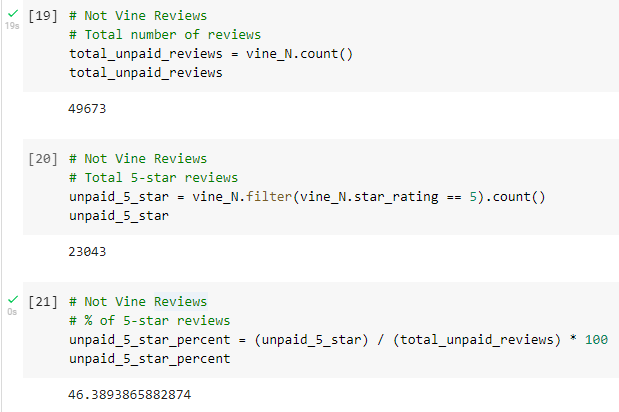 [19] # Not Vine Reviews
19s
# Total number of reviews
total_unpaid_reviews = vine_N.count()
total_unpaid_reviews
49673
[20] # Not Vine Reviews
# Total 5-star reviews
unpaid_5_star = vine_N.filter(vine_N.star_rating == 5).count()
unpaid_5_star
23043
[21] # Not Vine Reviews
0s
# % of 5-star reviews
unpaid_5_star_percent = (unpaid_5_star) / (total_unpaid_reviews) * 100
unpaid_5_star_percent
46.3893865882874